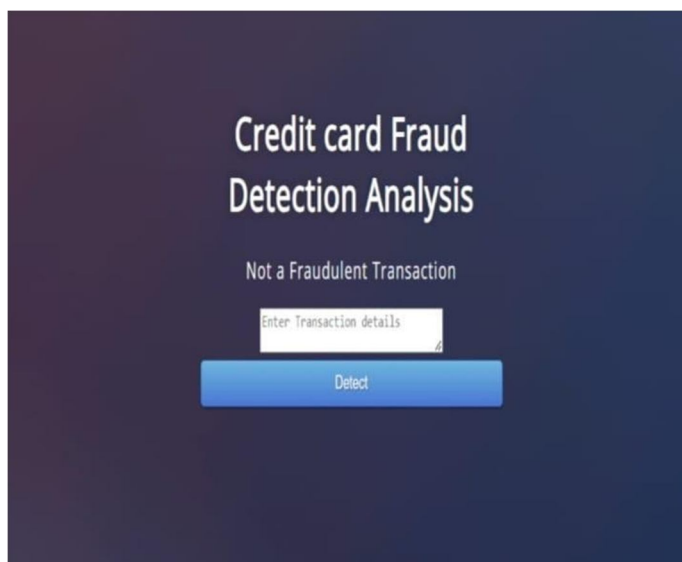 Credit card Fraud
Detection Analysis
Not a Fraudulent Transaction
Enter Transaction details
Detect